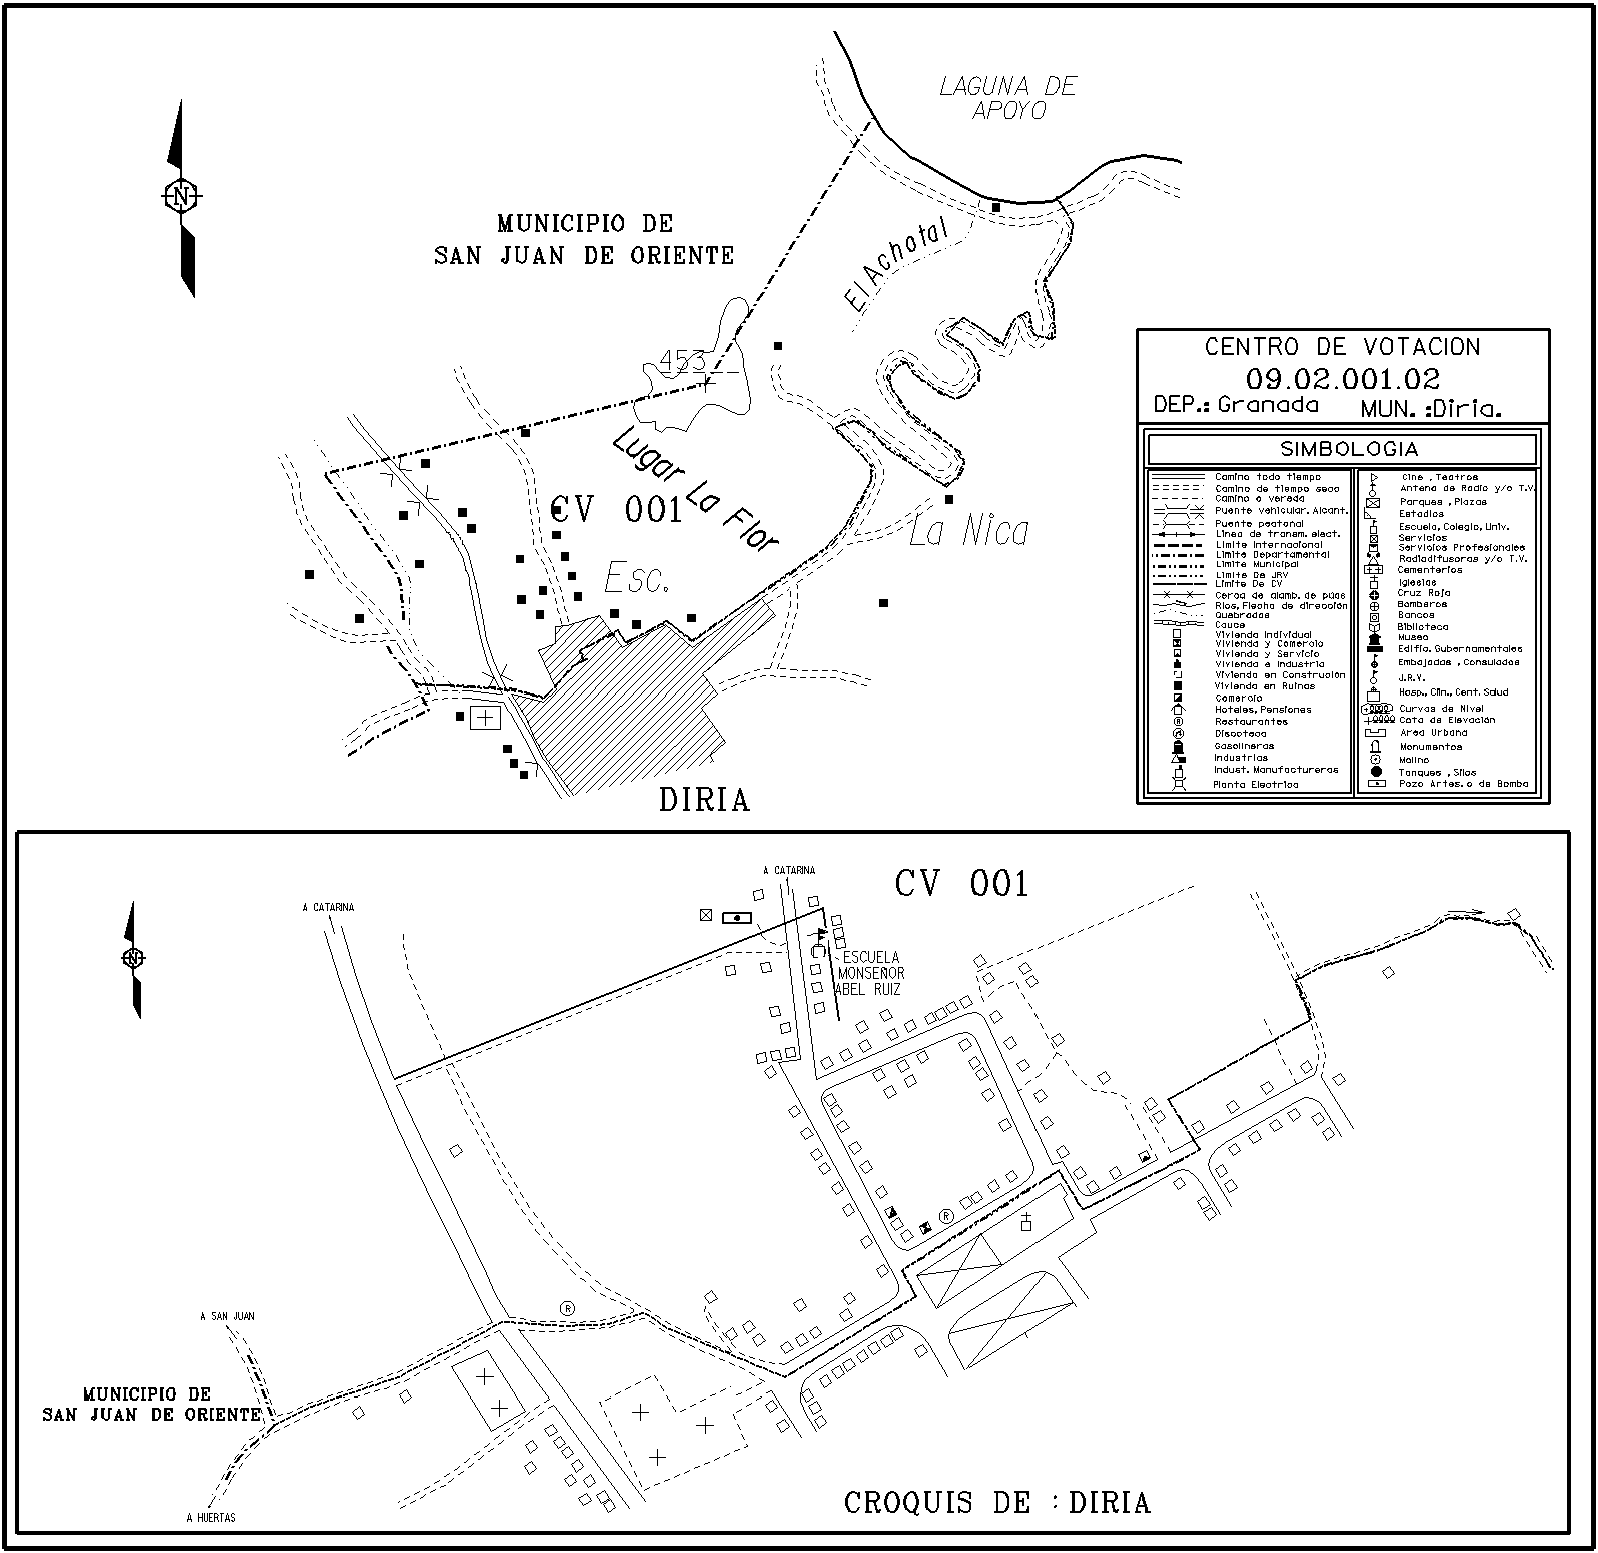 LAGUNA DE
APOYO
N
MUNICIPIO DE
SAN JUAN DE ORIENTE
El Achotal
453
Lugar La Flor
CV 001
La Nica
Esc.
DIRIA
CENTRO DE VOTACION
09.02.001.02
DEP.: Granada MUN. :Diria.
SIMBOLOGIA
Camino todo tiempo
Camino de tiempo seco
Camino o vereda
Puente vehicular. Alcant.
Puente peatonal
Linea de transm. elect.
Limite Internacional
Limite Departamental
Limite Municipal
Limite De JRV
Limite De CV
Cerca de alamb. de púas
Rios, Flecha de dirección
Quebradas
Cauce
Vivienda Individual
Vivienda y Comercio
Vivienda y Servicio
Vivienda e Industria
Vivienda en Construción
Vivienda en Ruinas
Comercio
Hoteles, Pensiones
Restaurantes
Discoteca
Gasolineras
Industrias
Indust. Manufactureras
Planta Electrica
Cine , Teatros
Antena de Radio y/o T.V.
Parques , Plazas
Estadios
Escuela, Colegio, Univ.
Servicios
Servicios Profesionales
Radiodifusoras y/o T.V.
Cementerios
Iglesias
Cruz Roja
Bomberos
Bancos
Biblioteca
Museo
Edific. Gubernamentales
Embajadas , Consulados
J.R.V.
Hosp., Clin., Cent. Salud
Curvas de Nivel
Cota de Elevación
Area Urbana
Monumentos
Molino
Tanques , Silos
Pozo Artes. o de Bomba
A CATARINA
CV 001
A CATARINA
N
ESCUELA
MONSEÑOR
ABEL RUIZ
R
R
A SAN JUAN
MUNICIPIO DE
SAN JUAN DE ORIENTE
A HUERTAS
CROQUIS DE : DIRIA